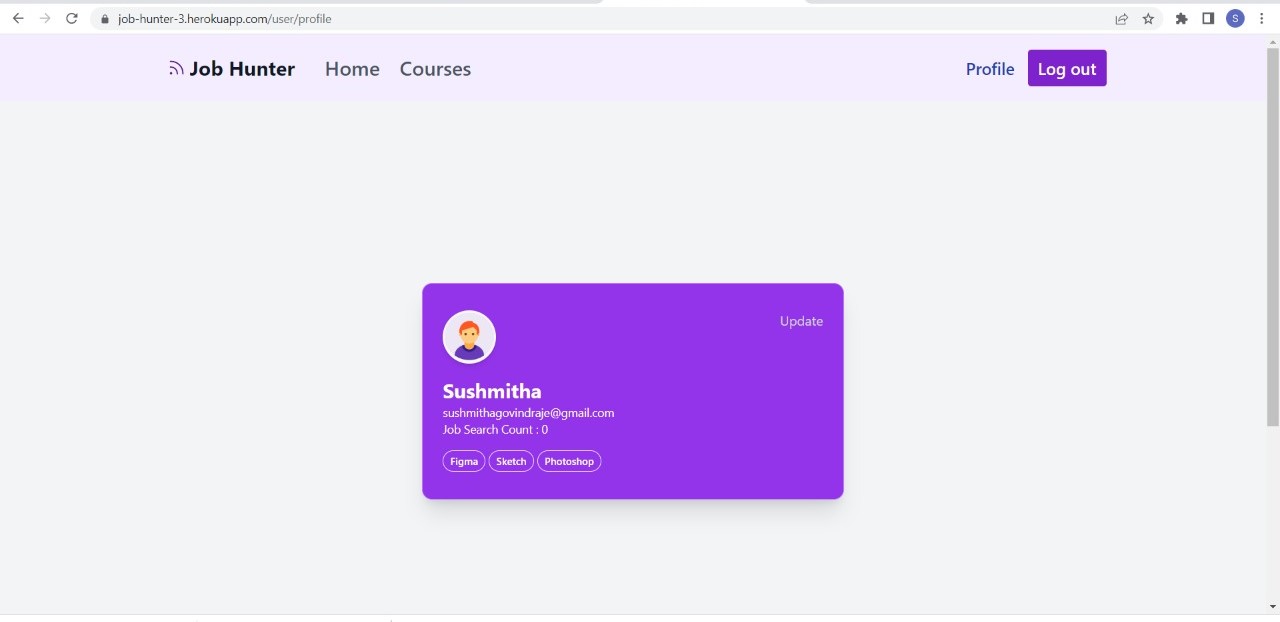 job-hunter-3.herokuapp.com/user/profile
S
Job Hunter Home Courses Profile Log out
Update
Sushmitha
sushmithagovindraje@gmail.com
Job Search Count : 0
Figma Sketch Photoshop